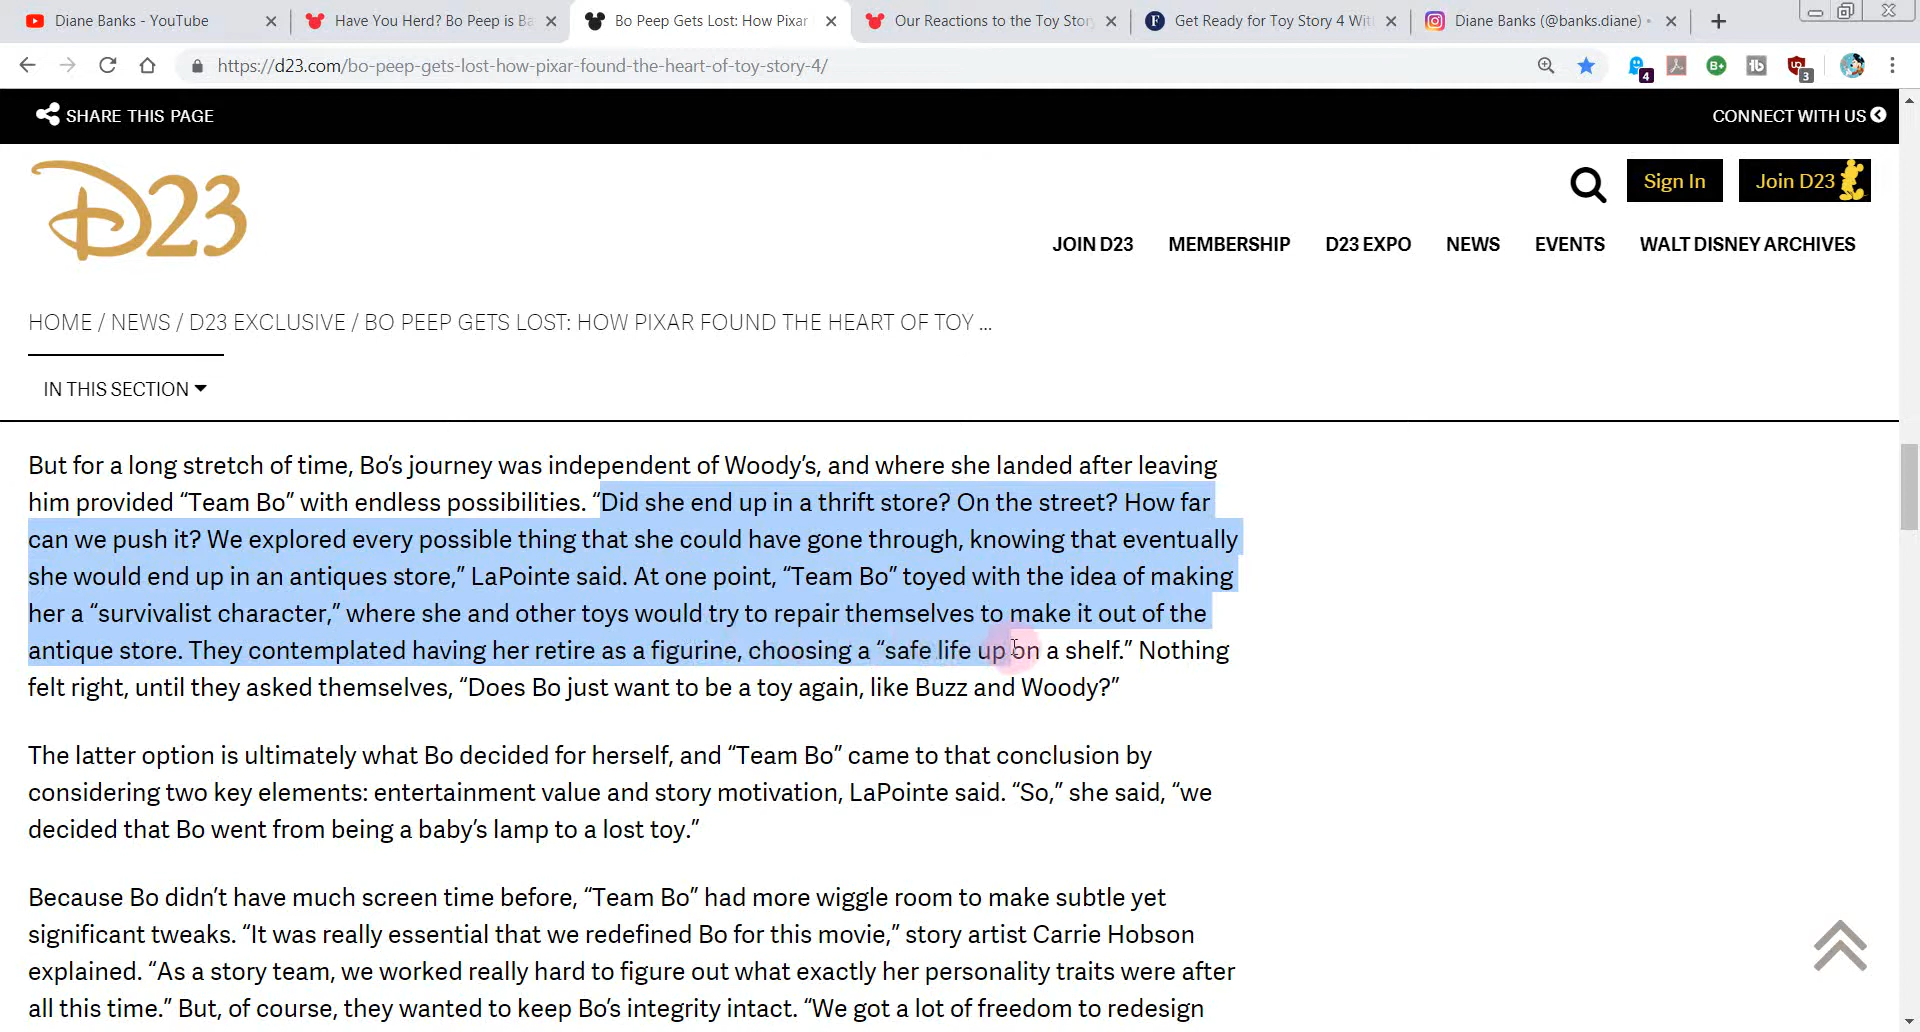 Diane Banks - YouTube
Have You Herd? Bo Peep is Ba
Bo Peep Gets Lost: How Pixar
Our Reactions to the Toy Stor
Get Ready for Toy Story 4 Wit
Diane Banks (@banks.diane) •
https://d23.com/bo-peep-gets-lost-how-pixar-found-the-heart-of-toy-story-4/
4
B+
tb
3
SHARE THIS PAGE
CONNECT WITH US
D23
Sign In
Join D23
JOIN D23 MEMBERSHIP D23 EXPO NEWS EVENTS WALT DISNEY ARCHIVES
HOME / NEWS / D23 EXCLUSIVE / BO PEEP GETS LOST: HOW PIXAR FOUND THE HEART OF TOY ...
IN THIS SECTION
But for a long stretch of time, Bo’s journey was independent of Woody’s, and where she landed after leaving
him provided “Team Bo” with endless possibilities. “Did she end up in a thrift store? On the street? How far
can we push it? We explored every possible thing that she could have gone through, knowing that eventually
she would end up in an antiques store,” LaPointe said. At one point, “Team Bo” toyed with the idea of making
her a “survivalist character,” where she and other toys would try to repair themselves to make it out of the
antique store. They contemplated having her retire as a figurine, choosing a “safe life up on a shelf.” Nothing
felt right, until they asked themselves, “Does Bo just want to be a toy again, like Buzz and Woody?”
The latter option is ultimately what Bo decided for herself, and “Team Bo” came to that conclusion by
considering two key elements: entertainment value and story motivation, LaPointe said. “So,” she said, “we
decided that Bo went from being a baby’s lamp to a lost toy.”
Because Bo didn’t have much screen time before, “Team Bo” had more wiggle room to make subtle yet
significant tweaks. “It was really essential that we redefined Bo for this movie,” story artist Carrie Hobson
explained. “As a story team, we worked really hard to figure out what exactly her personality traits were after
all this time.” But, of course, they wanted to keep Bo’s integrity intact. “We got a lot of freedom to redesign